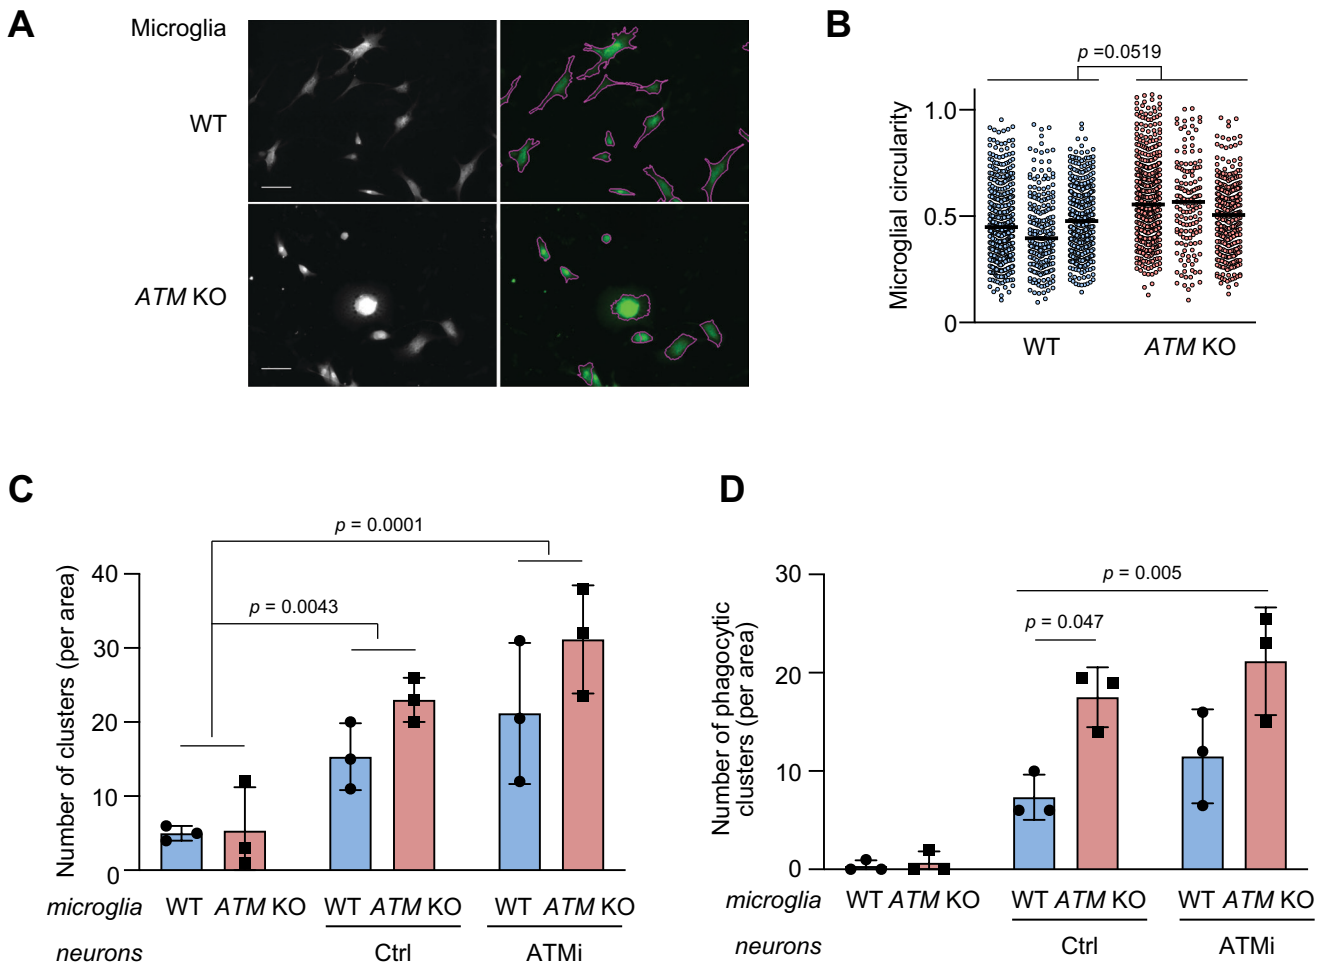 A
Microglia
WT
ATM KO
B
p =0.0519
Microglial circularity
1.0
0.5
0
WT
ATM KO
C
p = 0.0001
p = 0.0043
Number of clusters (per area)
40
30
20
10
0
microglia WT ATM KO WT ATM KO WT ATM KO
neurons Ctrl ATMi
D
p = 0.005
p = 0.047
Number of phagocytic
clusters (per area)
30
20
10
0
microglia WT ATM KO WT ATM KO WT ATM KO
neurons Ctrl ATMi